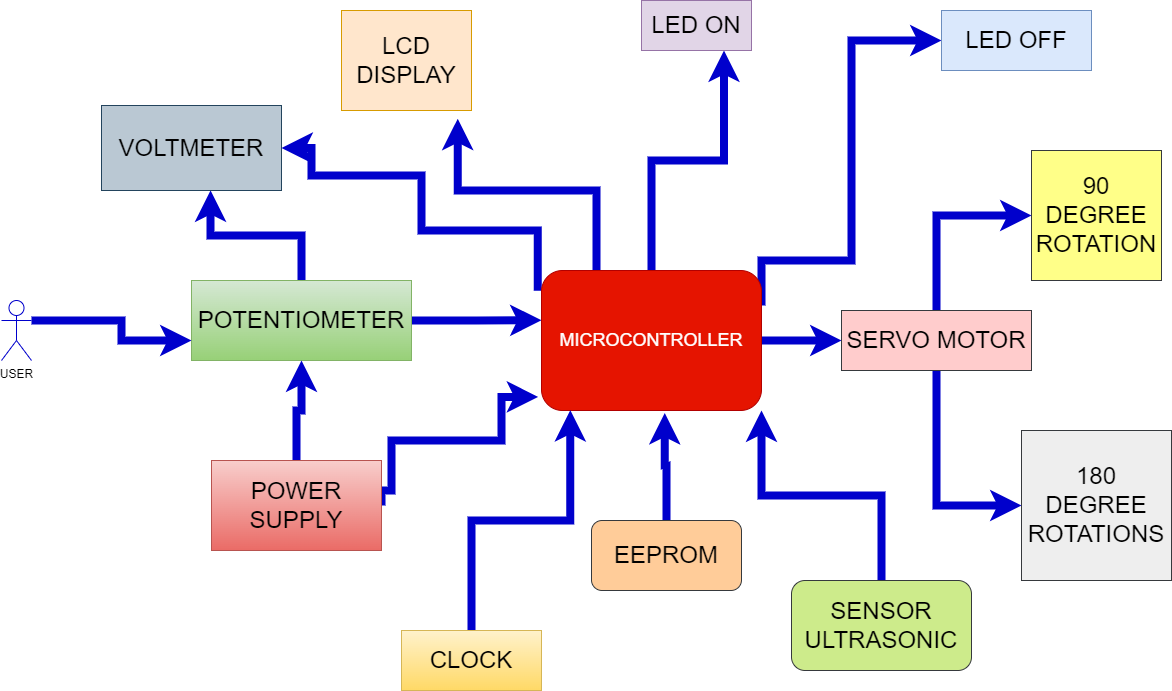 LED ON
LCD
DISPLAY
LED OFF
VOLTMETER
90
DEGREE
ROTATION
POTENTIOMETER
MICROCONTROLLER
SERVO MOTOR
USER
POWER
SUPPLY
180
DEGREE
ROTATIONS
EEPROM
SENSOR
ULTRASONIC
CLOCK